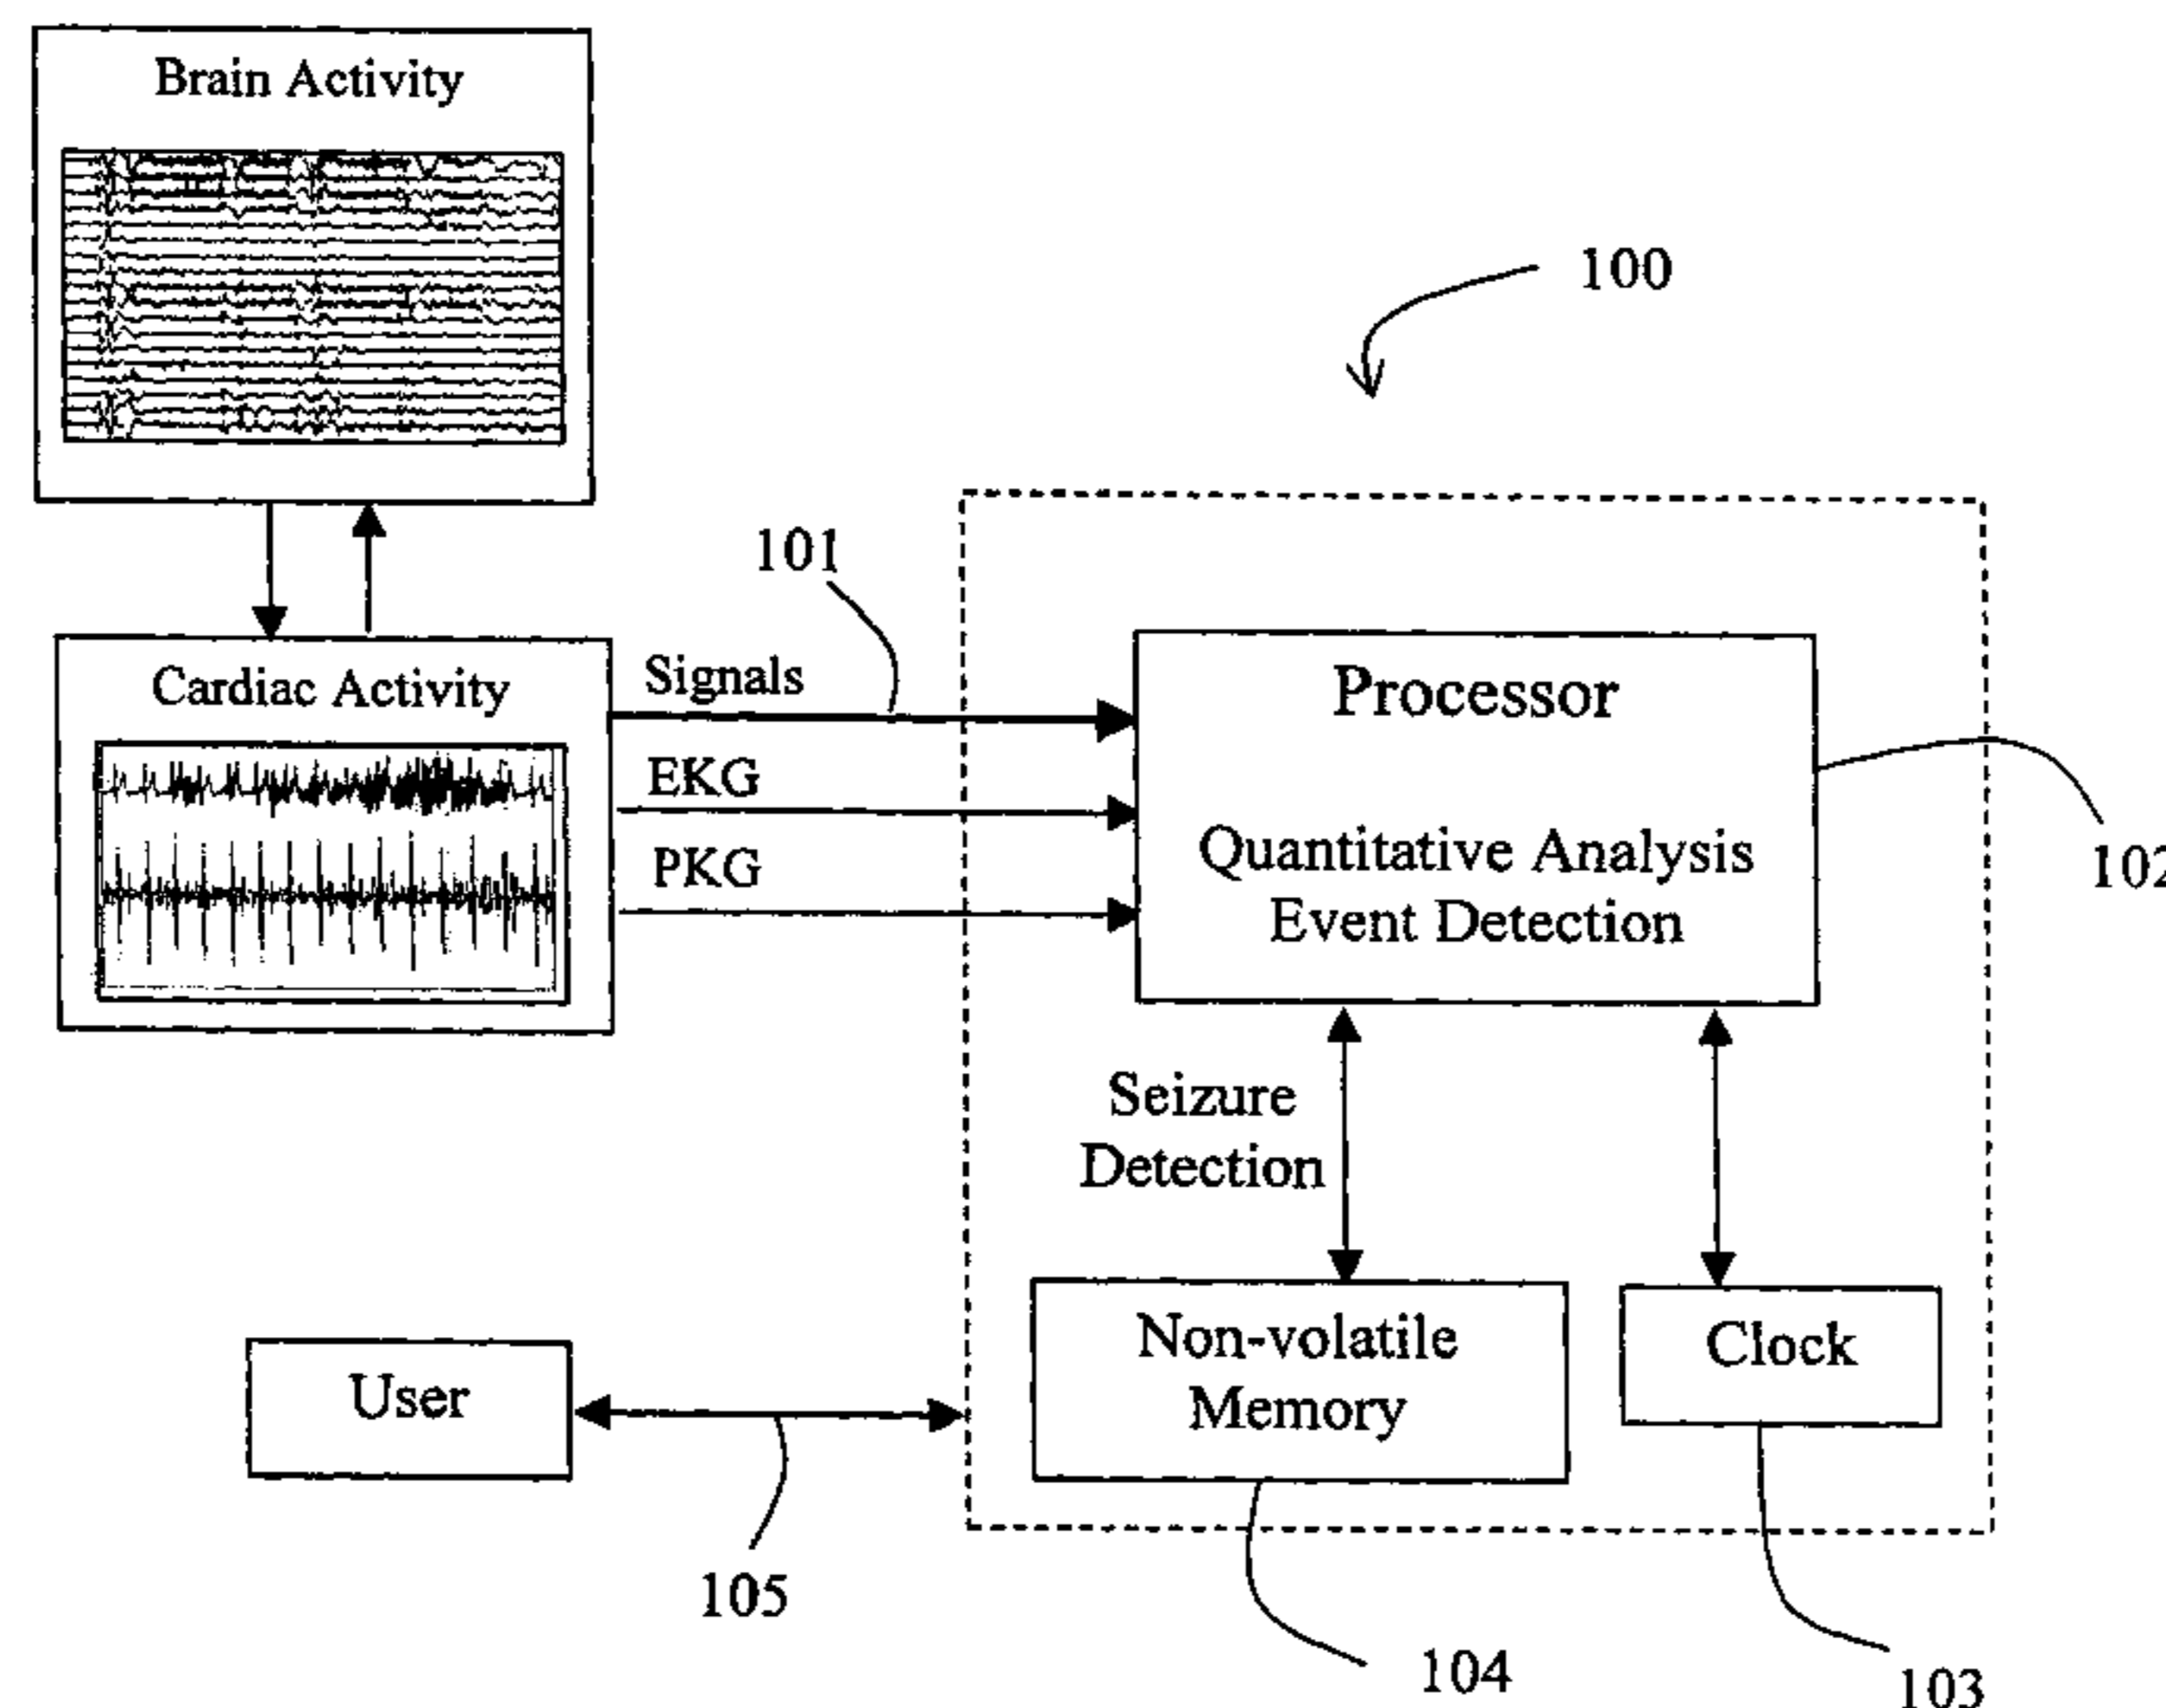 Brain Activity
100
101
Cardiac Activity
Signals
EKG
PKG
Processor
Quantitative Analysis
Event Detection
102
Seizure
Detection
Non-volatile
Memory
Clock
User
105
104
103